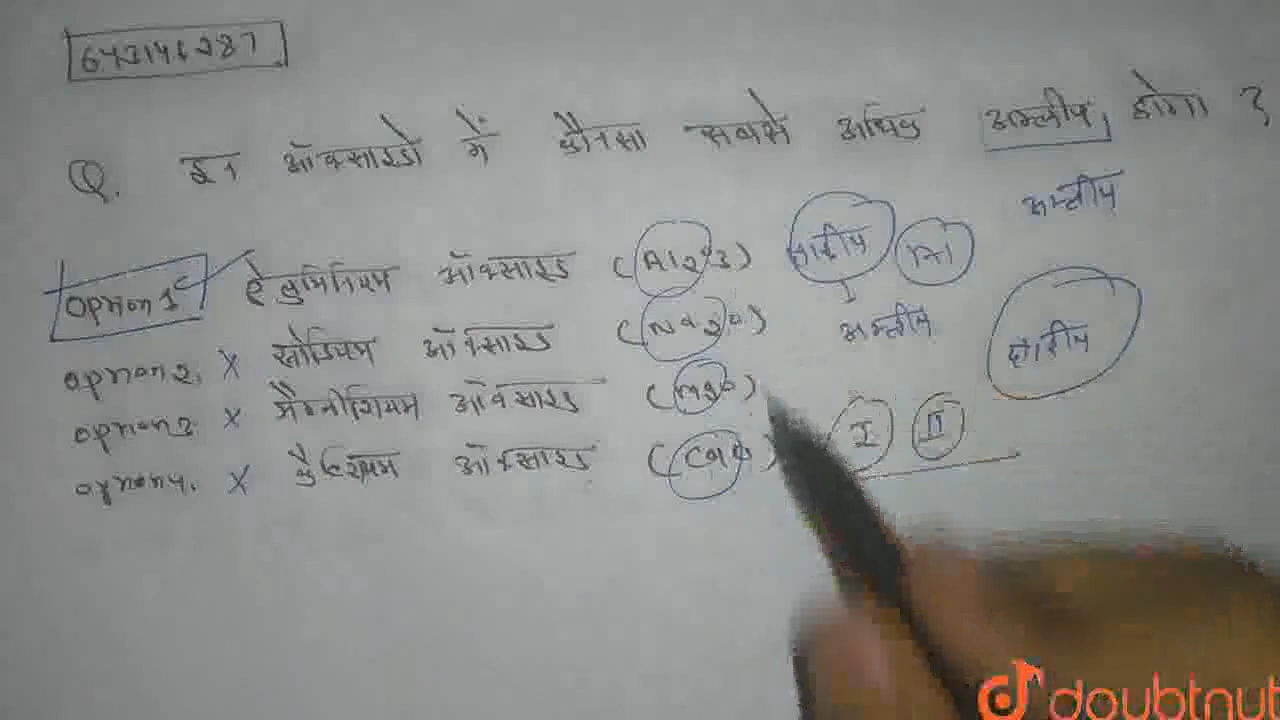 642146287
Q. इन ऑक्साइडो में कौनसा सबसे अधिक अम्लीय होगा ?
अम्लीय
option 1 ऐलुमिनियम ऑक्साइड (Al2O3) क्षारीय
अम्लीय
option 2. X सोडियम ऑक्साइड (Na2O)
क्षारीय
option 3. X मैग्नीशियम ऑक्साइड (MgO)
option 4. X कैल्शियम ऑक्साइड (CaO) I II
doubtnut